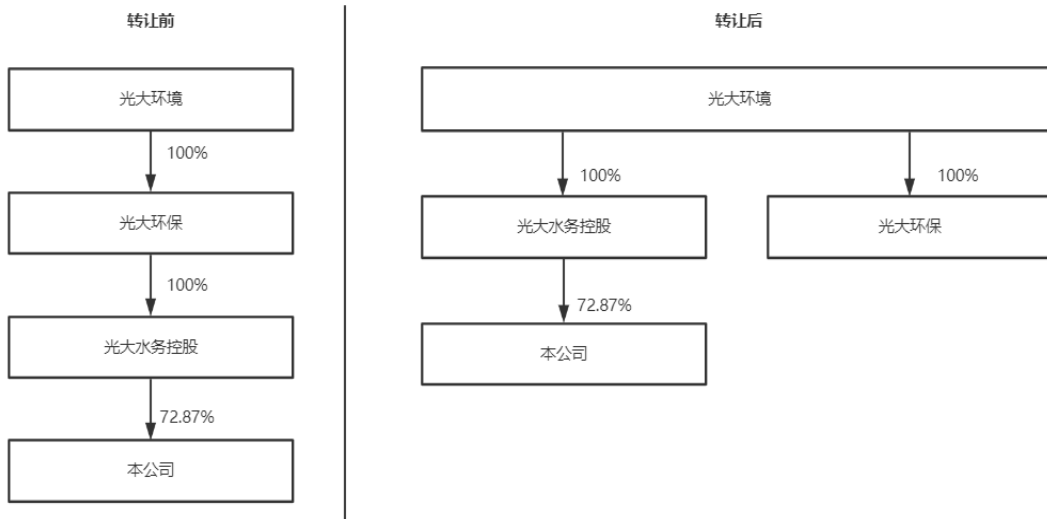 转让前
光大环境
100%
光大环保
100%
光大水务控股
72.87%
本公司
转让后
光大环境
100%
100%
光大水务控股
光大环保
72.87%
本公司